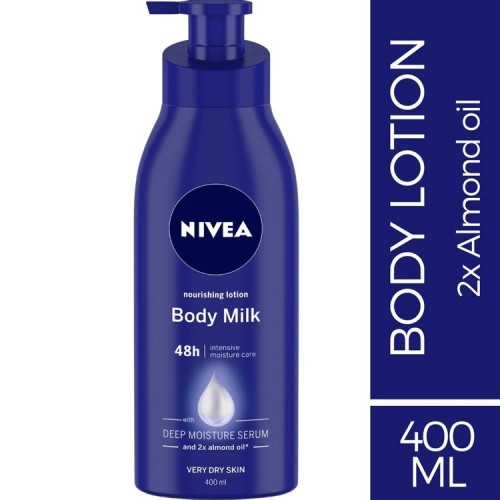 NIVEA
nourishing lotion
Body Milk
48h
intensive
moisture care
with
DEEP MOISTURE SERUM
and 2x almond oil*
VERY DRY SKIN
400 ml
BODY LOTION
2x Almond oil
400
ML